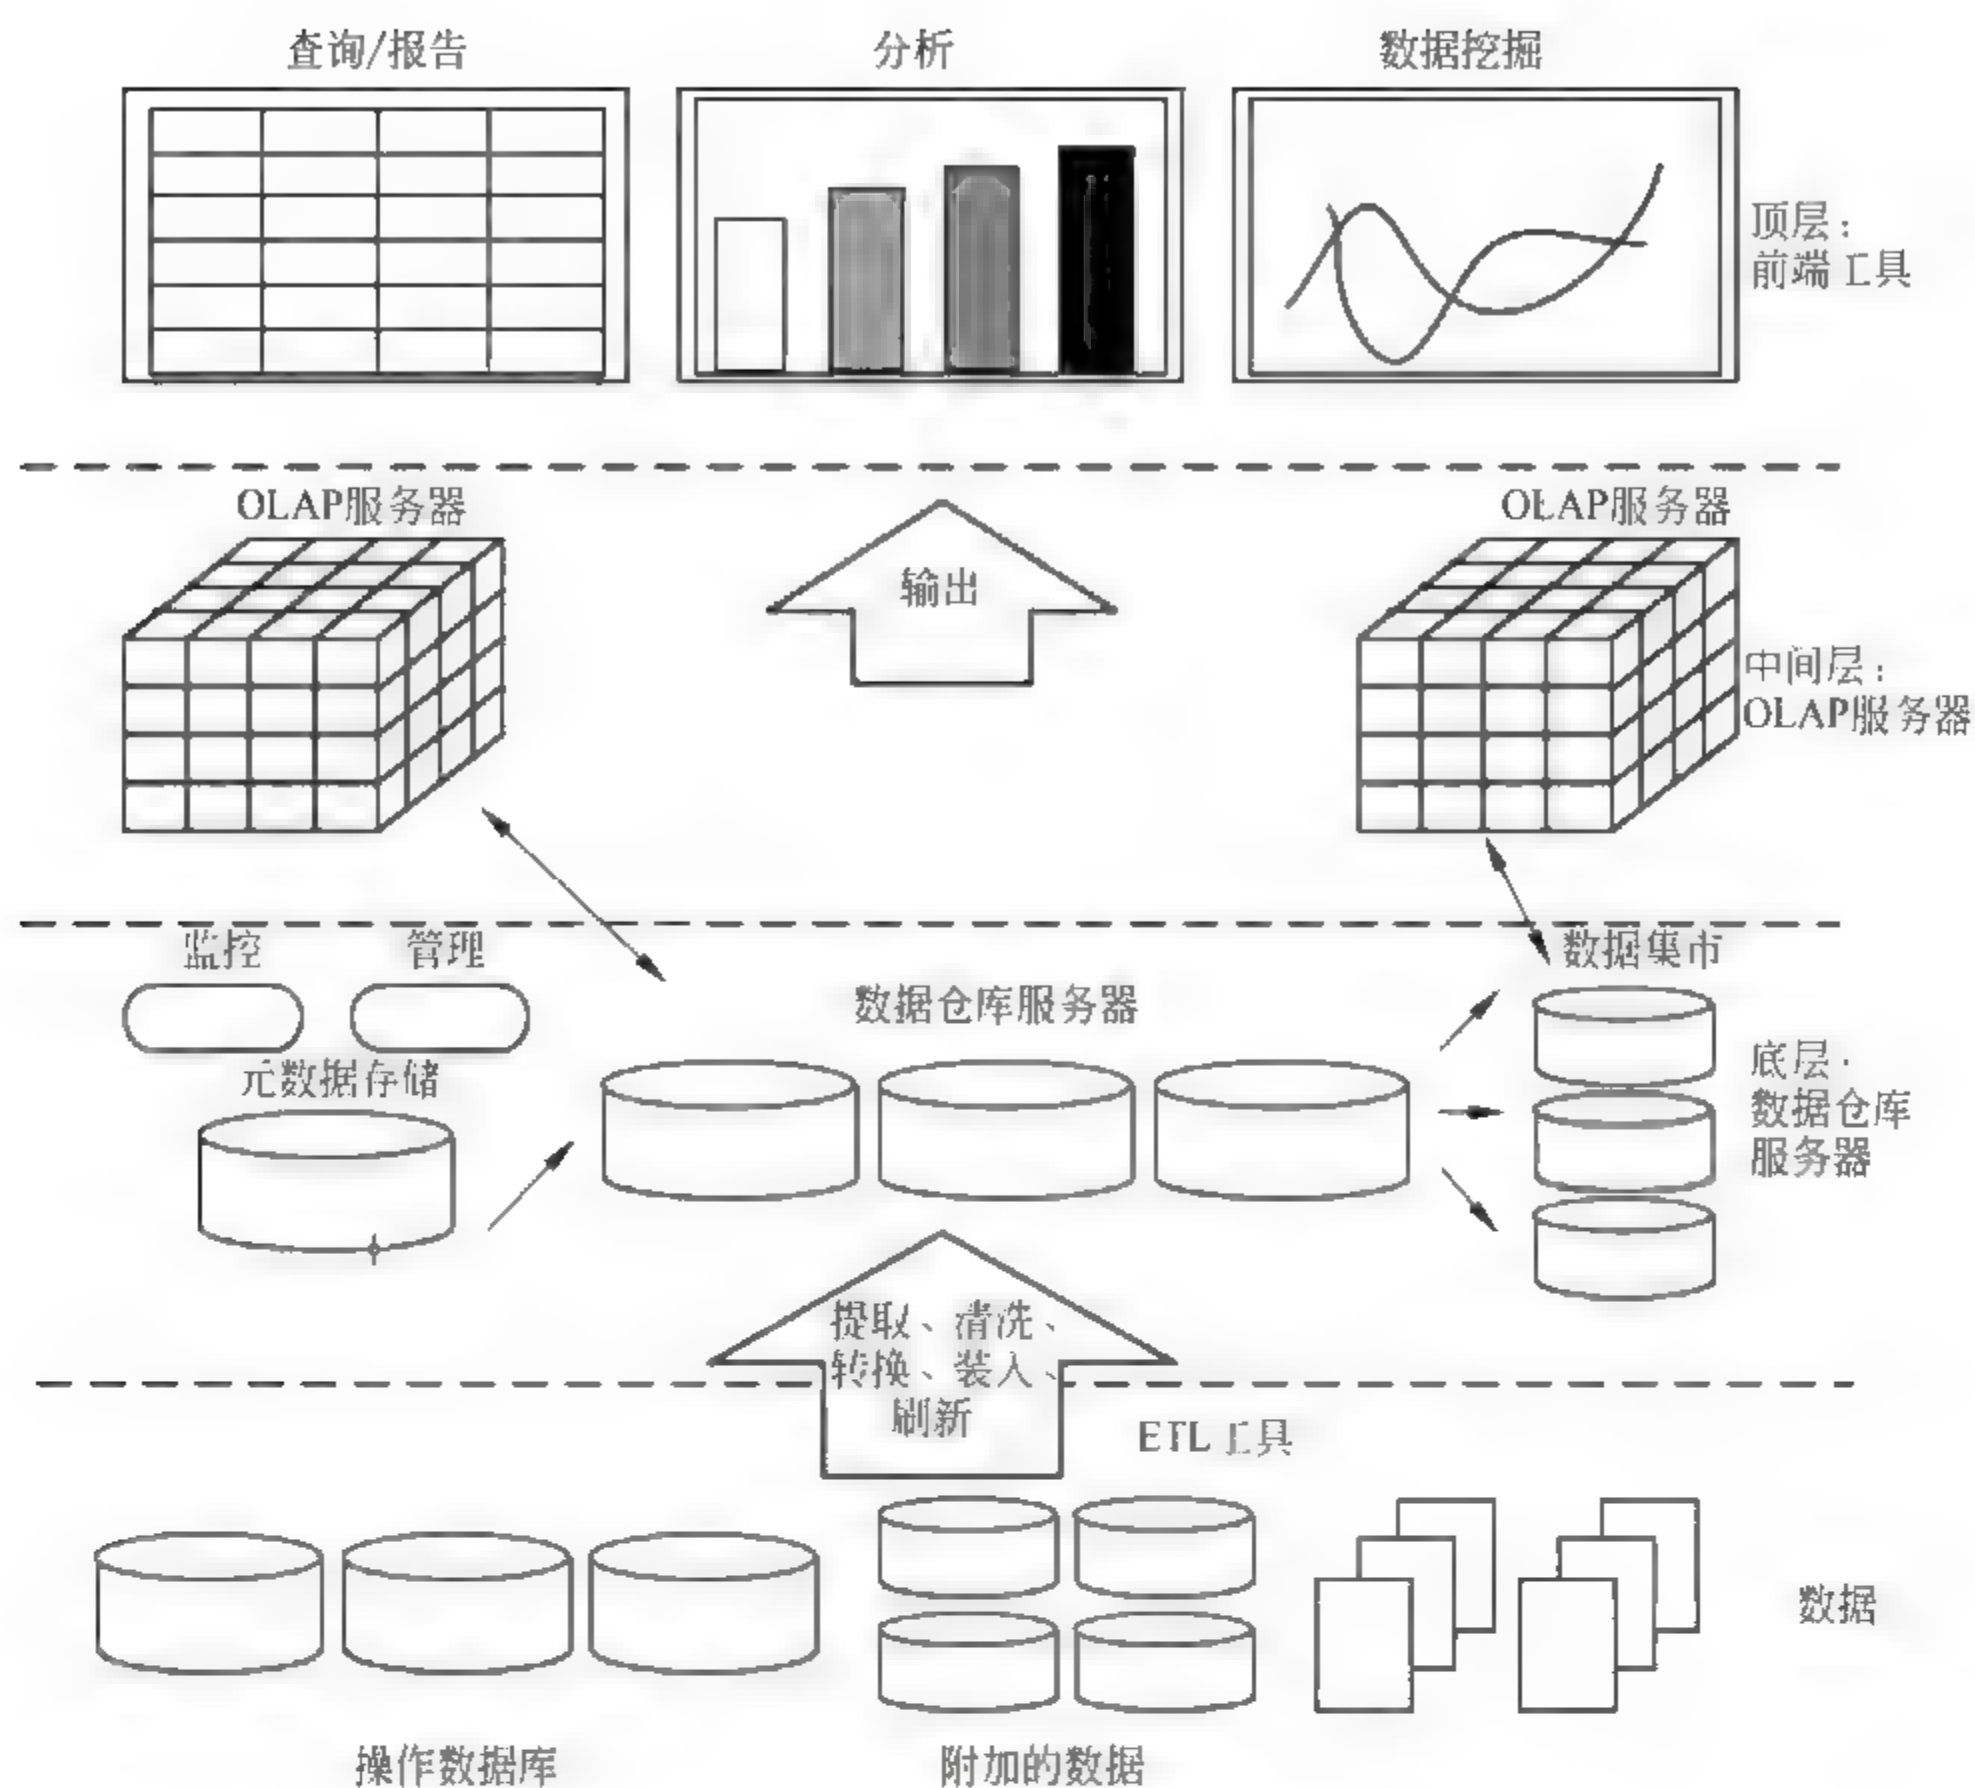 查询/报告
分析
数据挖掘
顶层：
前端工具
OLAP服务器
OLAP服务器
输出
中间层：
OLAP服务器
监控
管理
数据集市
数据仓库服务器
元数据存储
底层：
数据仓库
服务器
提取、清洗、
转换、装入、
刷新
ETL工具
数据
操作数据库
附加的数据